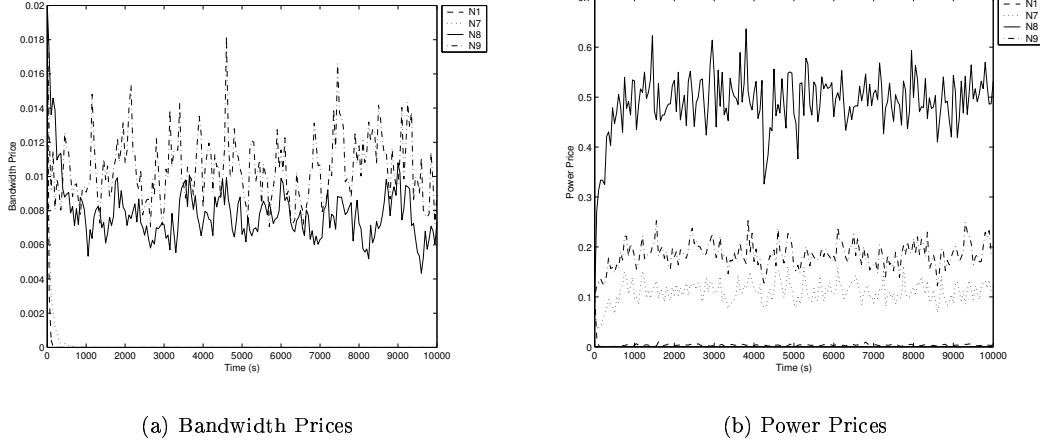 0.02
0.018
0.016
0.014
0.012
0.01
0.008
0.006
0.004
0.002
0
Bandwidth Price
0 1000 2000 3000 4000 5000 6000 7000 8000 9000 10000
Time (s)
N1
N7
N8
N9
(a) Bandwidth Prices
0.6
0.5
0.4
0.3
0.2
0.1
0
Power Price
0 1000 2000 3000 4000 5000 6000 7000 8000 9000 10000
Time (s)
N1
N7
N8
N9
(b) Power Prices